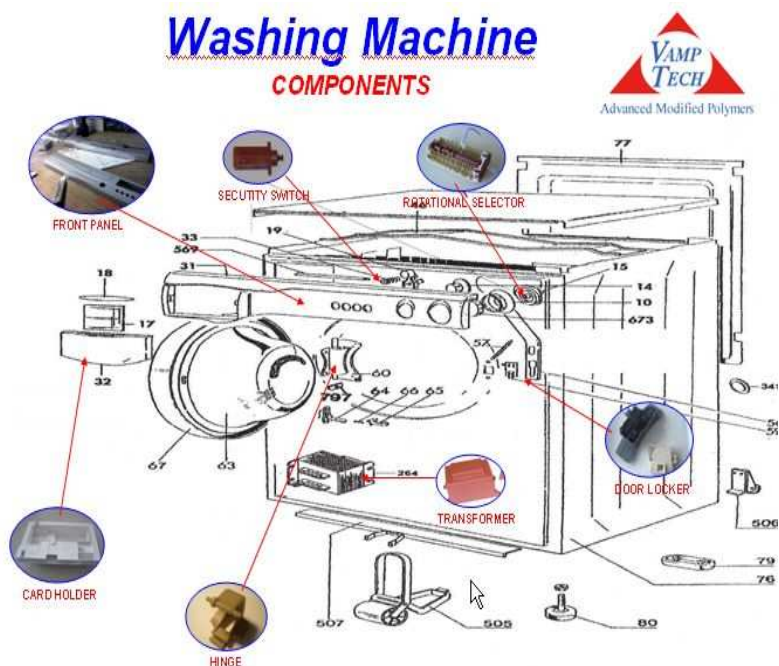 Washing Machine
COMPONENTS
VAMP
TECH
Advanced Modified Polymers
77
SECUTITY SWITCH
ROTATIONAL SELECTOR
FRONT PANEL
33
19
569
31
15
14
10
673
18
17
32
57
60
797
64 66 65
341
67
63
264
DOOR LOCKER
TRANSFORMER
506
CARD HOLDER
79
76
507
505
80
HINGE